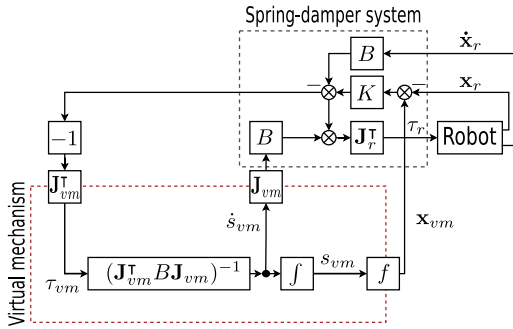 Spring-damper system
B
ẋ_r
−
K
−
x_r
−1
B
J_r^⊤
τ_r
Robot
J_vm^⊤
J_vm
ṡ_vm
x_vm
Virtual mechanism
τ_vm
(J_vm^⊤ B J_vm)^−1
∫
s_vm
f